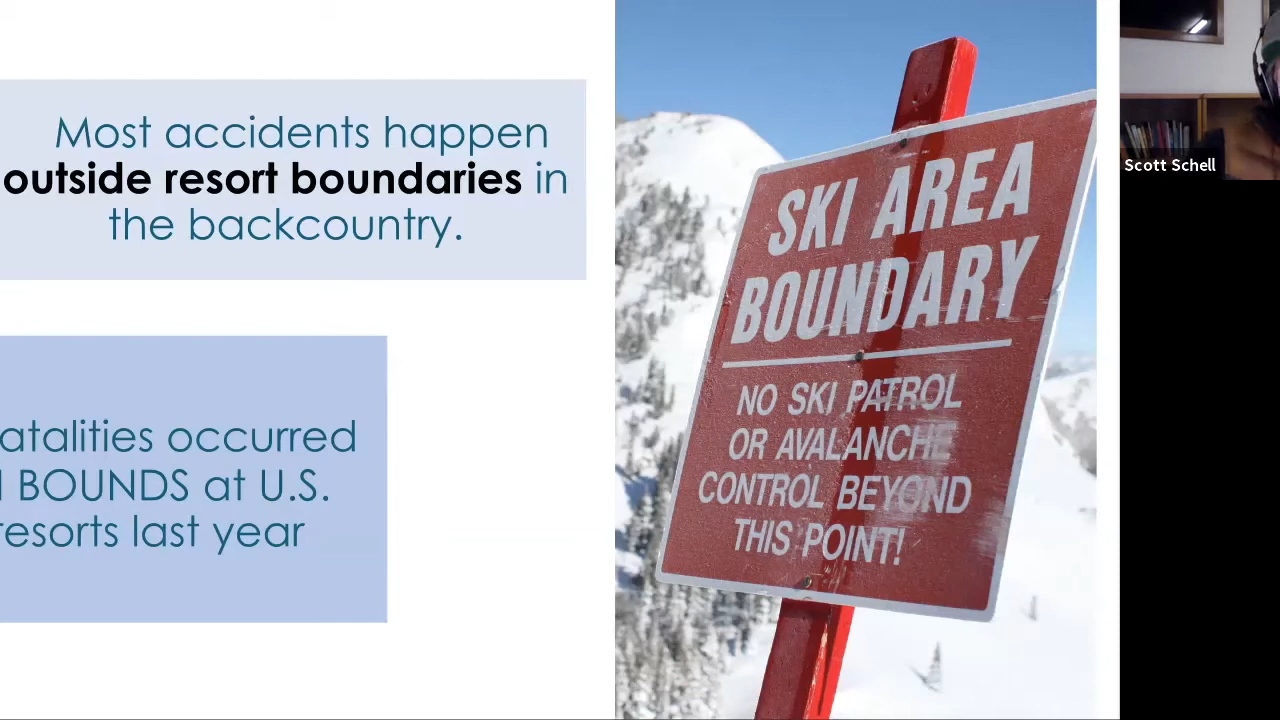 Most accidents happen
outside resort boundaries in
the backcountry.
occurred
BOUNDS at U.S.
resorts last year
SKI AREA
BOUNDARY
NO SKI PATROL
OR AVALANCHE
CONTROL BEYOND
THIS POINT!
Scott Schell